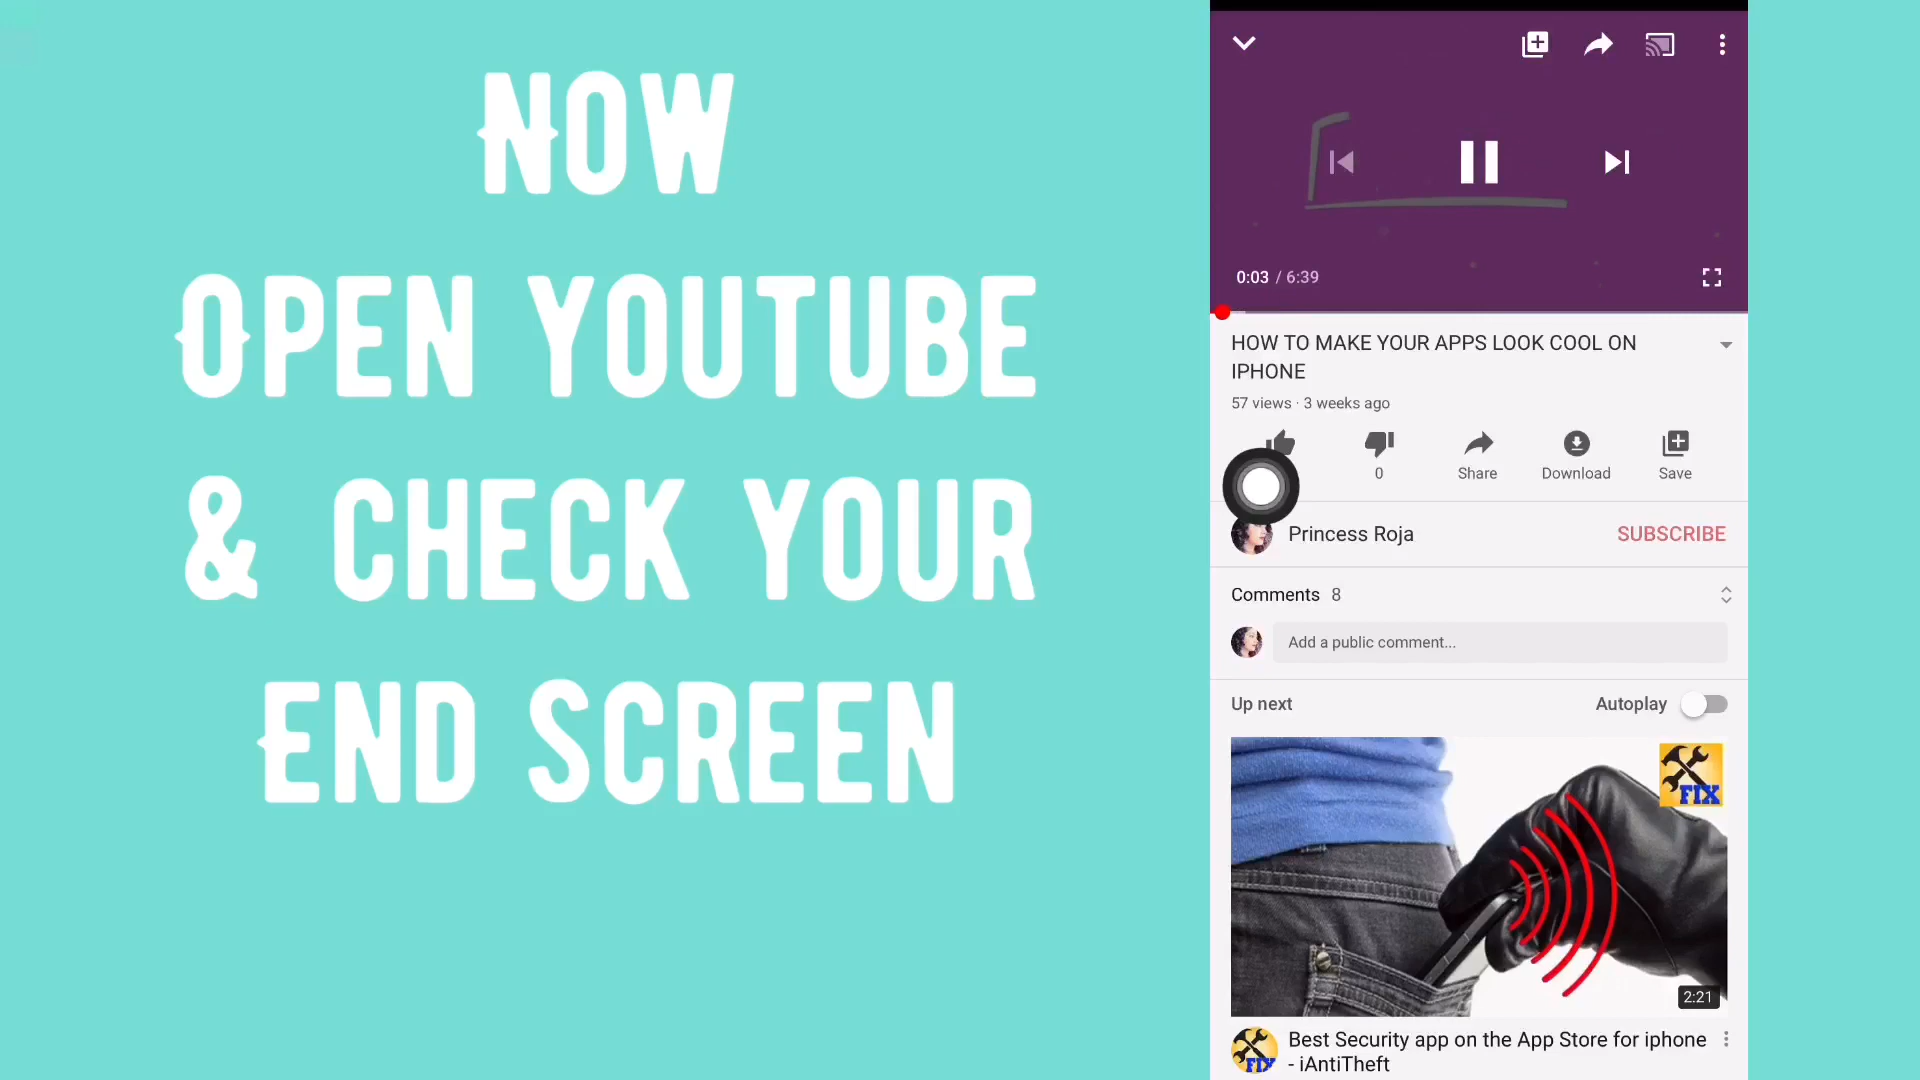 NOW
OPEN YOUTUBE
& CHECK YOUR
END SCREEN
0:03 / 6:39
HOW TO MAKE YOUR APPS LOOK COOL ON
IPHONE
57 views · 3 weeks ago
0
Share
Download
Save
Princess Roja
SUBSCRIBE
Comments 8
Add a public comment...
Up next
Autoplay
FIX
2:21
FIX
Best Security app on the App Store for iphone
- iAntiTheft